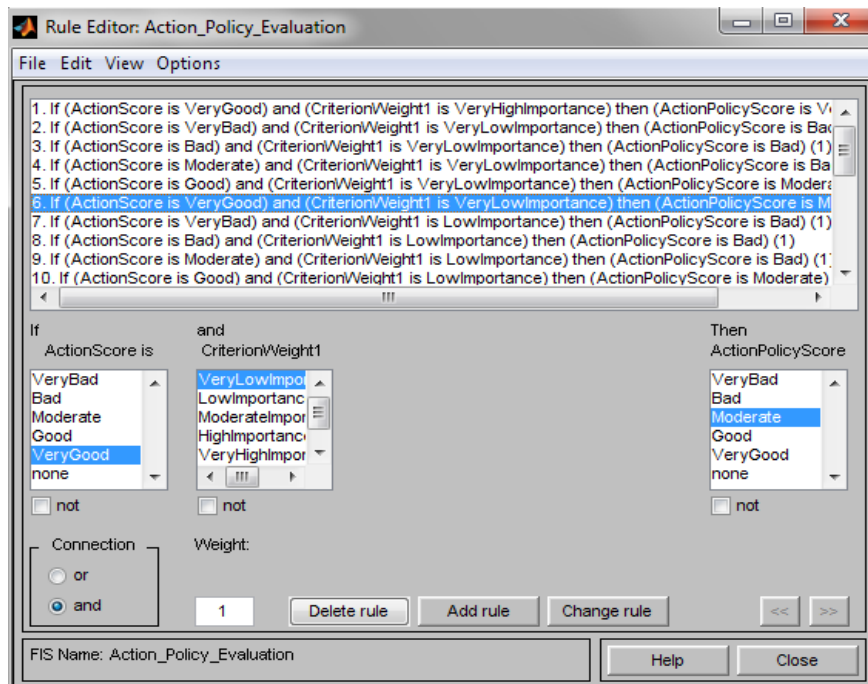 Rule Editor: Action_Policy_Evaluation
File Edit View Options
1. If (ActionScore is VeryGood) and (CriterionWeight1 is VeryHighImportance) then (ActionPolicyScore is Ve
2. If (ActionScore is VeryBad) and (CriterionWeight1 is VeryLowImportance) then (ActionPolicyScore is Bad
3. If (ActionScore is Bad) and (CriterionWeight1 is VeryLowImportance) then (ActionPolicyScore is Bad) (1)
4. If (ActionScore is Moderate) and (CriterionWeight1 is VeryLowImportance) then (ActionPolicyScore is Ba
5. If (ActionScore is Good) and (CriterionWeight1 is VeryLowImportance) then (ActionPolicyScore is Modera
6. If (ActionScore is VeryGood) and (CriterionWeight1 is VeryLowImportance) then (ActionPolicyScore is M
7. If (ActionScore is VeryBad) and (CriterionWeight1 is LowImportance) then (ActionPolicyScore is Bad) (1)
8. If (ActionScore is Bad) and (CriterionWeight1 is LowImportance) then (ActionPolicyScore is Bad) (1)
9. If (ActionScore is Moderate) and (CriterionWeight1 is LowImportance) then (ActionPolicyScore is Bad) (1)
10. If (ActionScore is Good) and (CriterionWeight1 is LowImportance) then (ActionPolicyScore is Moderate)
If
ActionScore is
VeryBad
Bad
Moderate
Good
VeryGood
none
not
and
CriterionWeight1
VeryLowImpor
LowImportanc
ModerateImpor
HighImportance
VeryHighImpor
not
Then
ActionPolicyScore
VeryBad
Bad
Moderate
Good
VeryGood
none
not
Connection
or
and
Weight:
1
Delete rule Add rule Change rule << >>
FIS Name: Action_Policy_Evaluation
Help Close